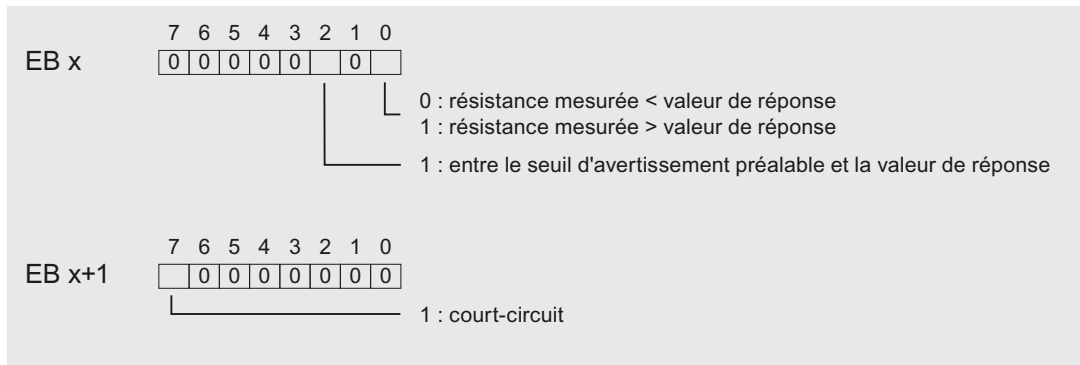 7 6 5 4 3 2 1 0
EB x 0 0 0 0 0 0
0 : résistance mesurée < valeur de réponse
1 : résistance mesurée > valeur de réponse
1 : entre le seuil d'avertissement préalable et la valeur de réponse
7 6 5 4 3 2 1 0
EB x+1 0 0 0 0 0 0 0
1 : court-circuit